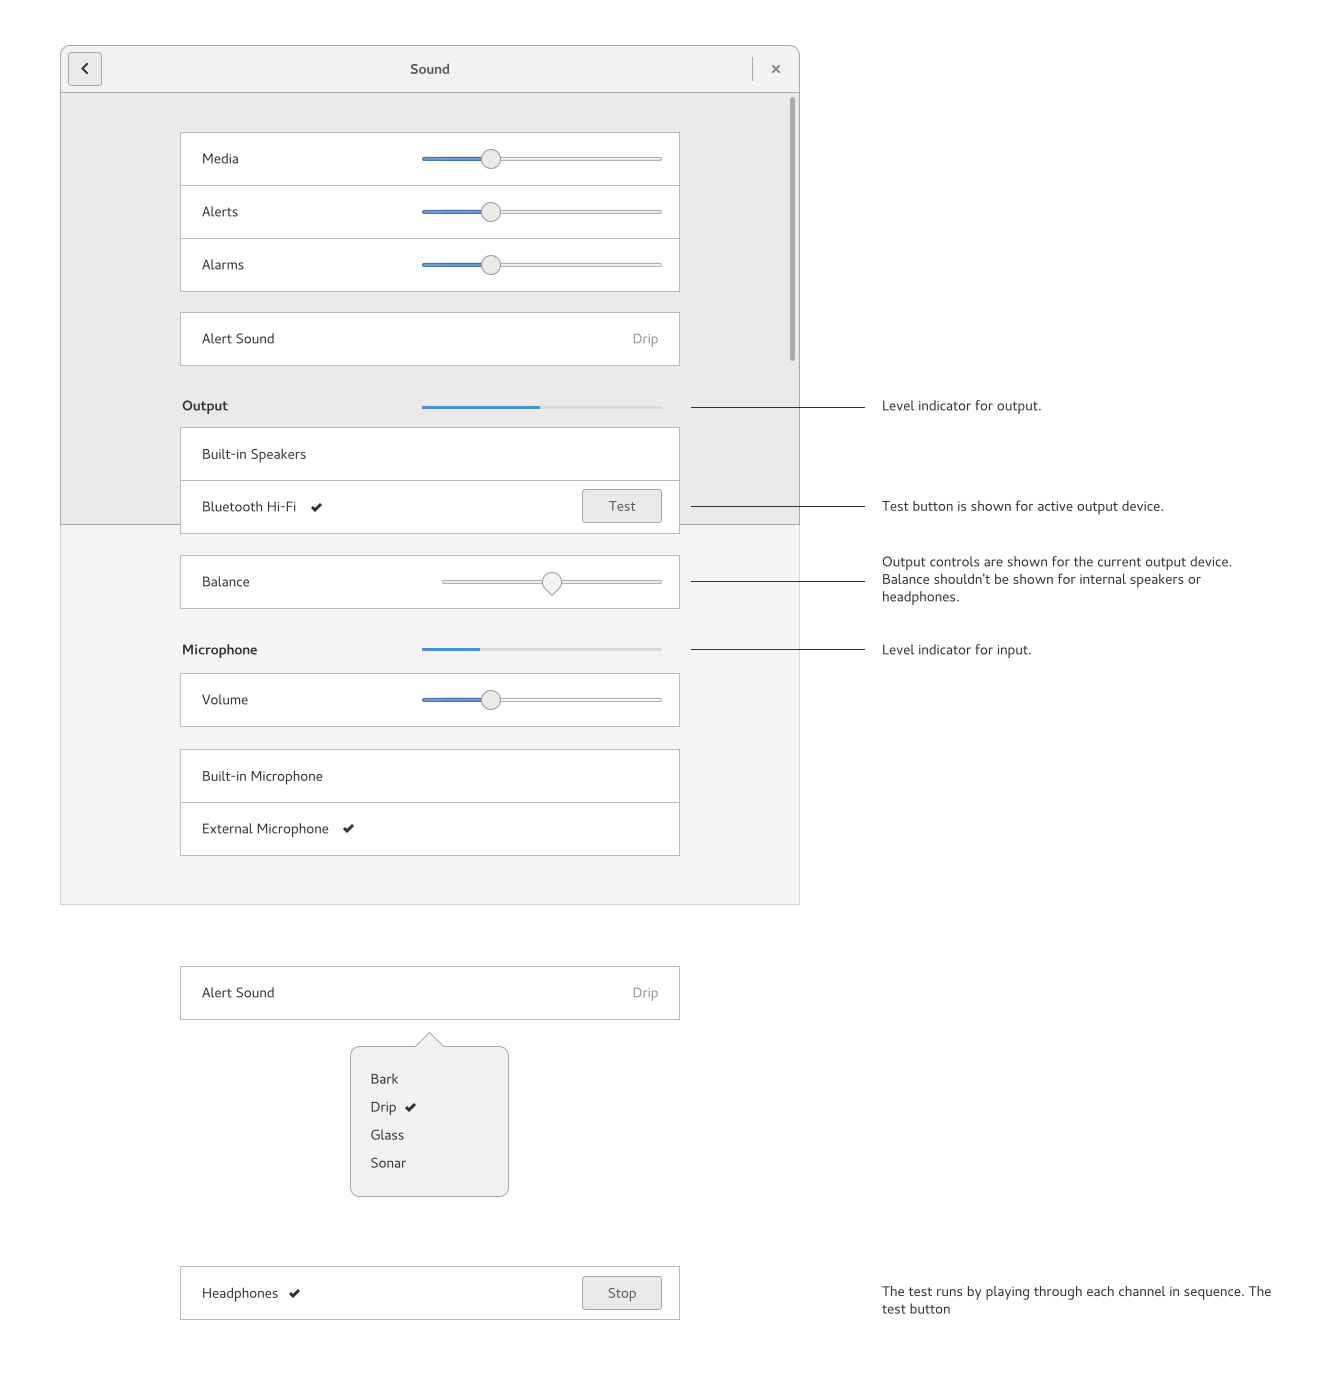 Sound
Media
Alerts
Alarms
Alert Sound Drip
Output
Level indicator for output.
Built-in Speakers
Bluetooth Hi-Fi Test
Test button is shown for active output device.
Balance
Output controls are shown for the current output device.
Balance shouldn't be shown for internal speakers or
headphones.
Microphone
Level indicator for input.
Volume
Built-in Microphone
External Microphone
Alert Sound Drip
Bark
Drip
Glass
Sonar
Headphones Stop
The test runs by playing through each channel in sequence. The
test button